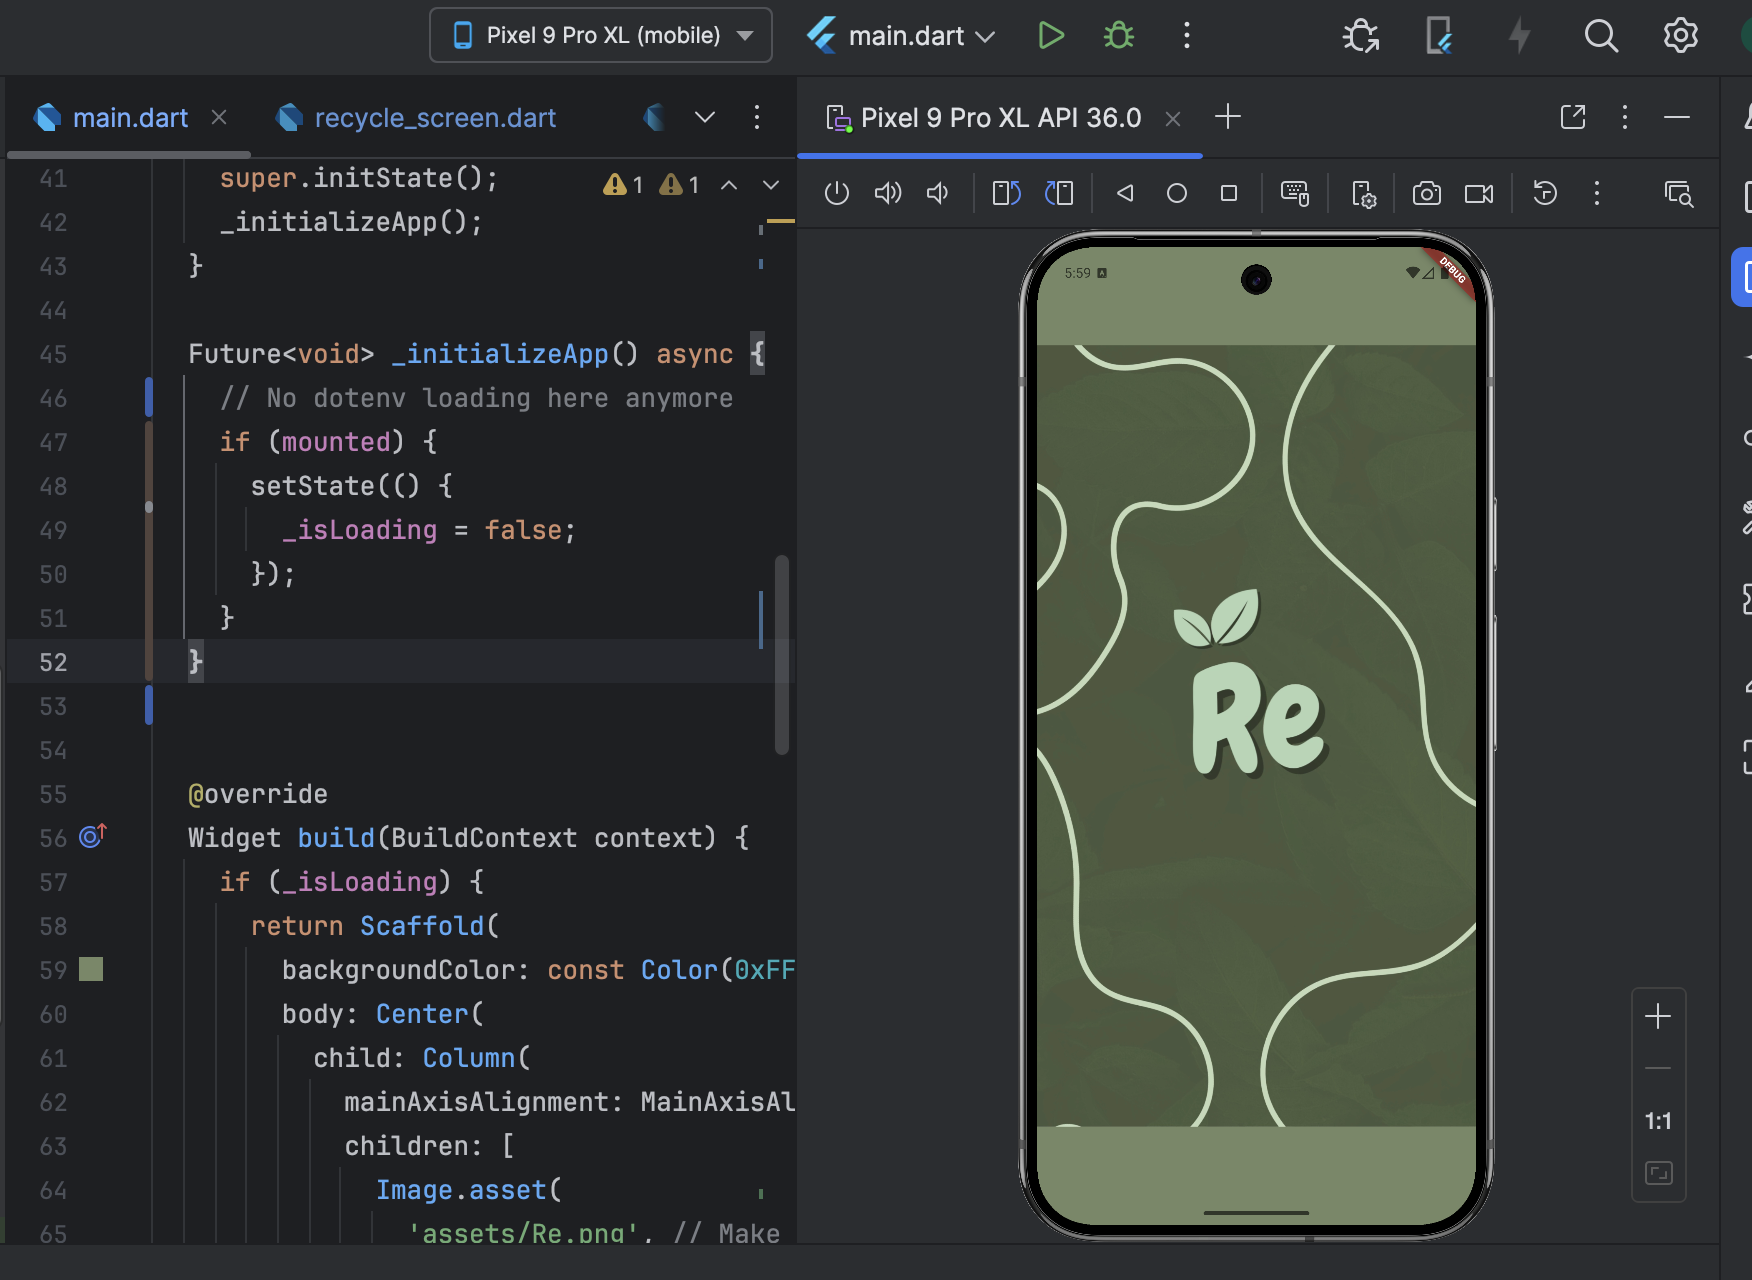 Pixel 9 Pro XL (mobile)
main.dart
main.dart
recycle_screen.dart
Pixel 9 Pro XL API 36.0
41 super.initState();
1 1
42 _initializeApp();
43 }
44
45 Future<void> _initializeApp() async {
46 // No dotenv loading here anymore
47 if (mounted) {
48 setState(() {
49 _isLoading = false;
50 });
51 }
52 }
53
54
55 @override
56 Widget build(BuildContext context) {
57 if (_isLoading) {
58 return Scaffold(
59 backgroundColor: const Color(0xFF
60 body: Center(
61 child: Column(
62 mainAxisAlignment: MainAxisAl
63 children: [
64 Image.asset(
65 'assets/Re.png', // Make
5:59
DEBUG
Re
1:1